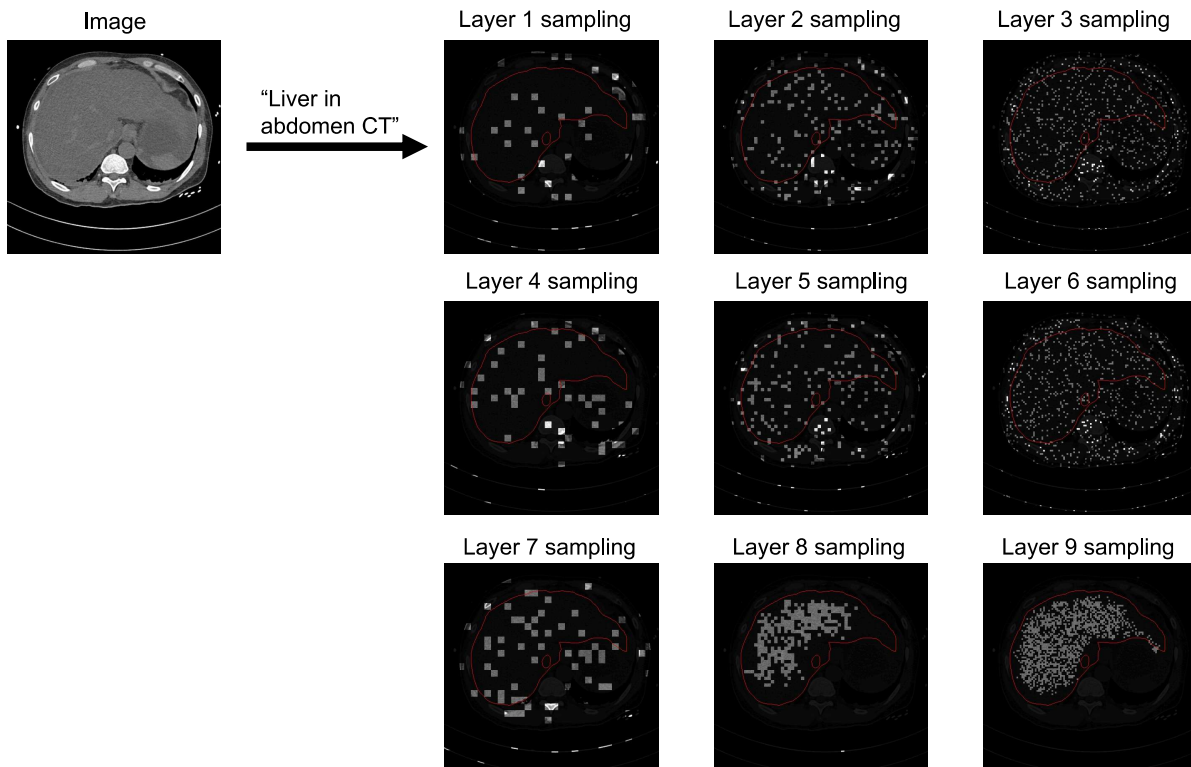 Image
Layer 1 sampling
Layer 2 sampling
Layer 3 sampling
“Liver in
abdomen CT”
Layer 4 sampling
Layer 5 sampling
Layer 6 sampling
Layer 7 sampling
Layer 8 sampling
Layer 9 sampling